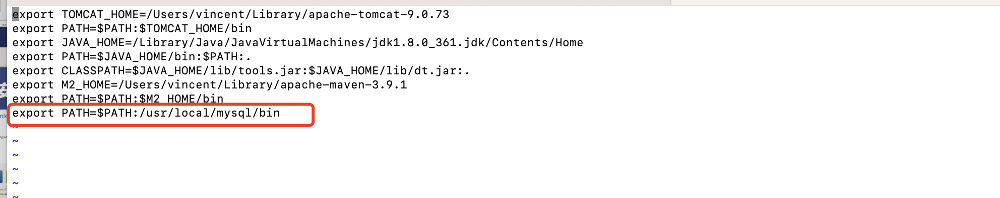 export TOMCAT_HOME=/Users/vincent/Library/apache-tomcat-9.0.73
export PATH=$PATH:$TOMCAT_HOME/bin
export JAVA_HOME=/Library/Java/JavaVirtualMachines/jdk1.8.0_361.jdk/Contents/Home
export PATH=$JAVA_HOME/bin:$PATH:.
export CLASSPATH=$JAVA_HOME/lib/tools.jar:$JAVA_HOME/lib/dt.jar:.
export M2_HOME=/Users/vincent/Library/apache-maven-3.9.1
export PATH=$PATH:$M2_HOME/bin
export PATH=$PATH:/usr/local/mysql/bin
~
~
~
~
~
~